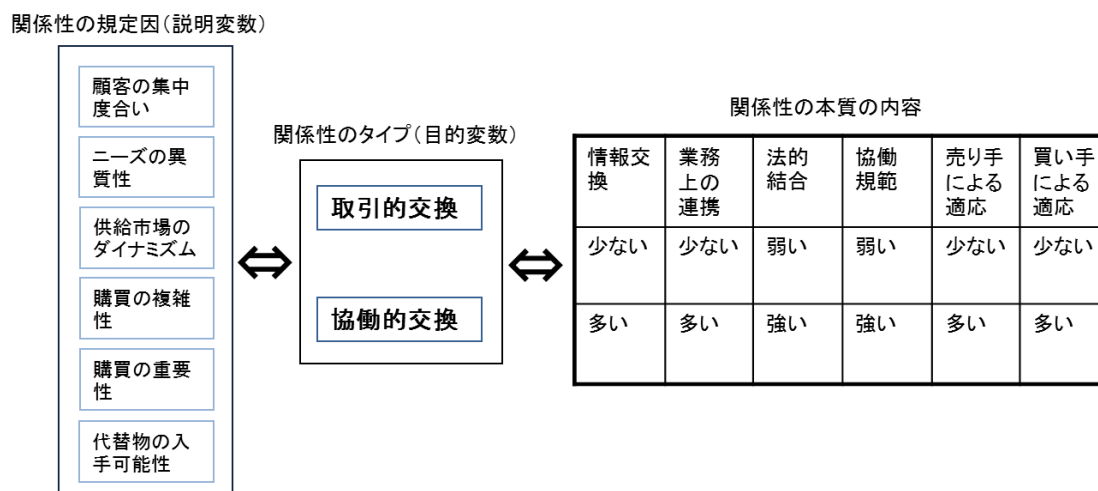 関係性の規定因(説明変数)
顧客の集中
度合い
ニーズの異
質性
供給市場の
ダイナミズム
購買の複雑
性
購買の重要
性
代替物の入
手可能性
関係性のタイプ(目的変数)
取引的交換
協働的交換
関係性の本質の内容
情報交
換
業務
上の
連携
法的
結合
協働
規範
売り手
による
適応
買い手
による
適応
少ない
少ない
弱い
弱い
少ない
少ない
多い
多い
強い
強い
多い
多い